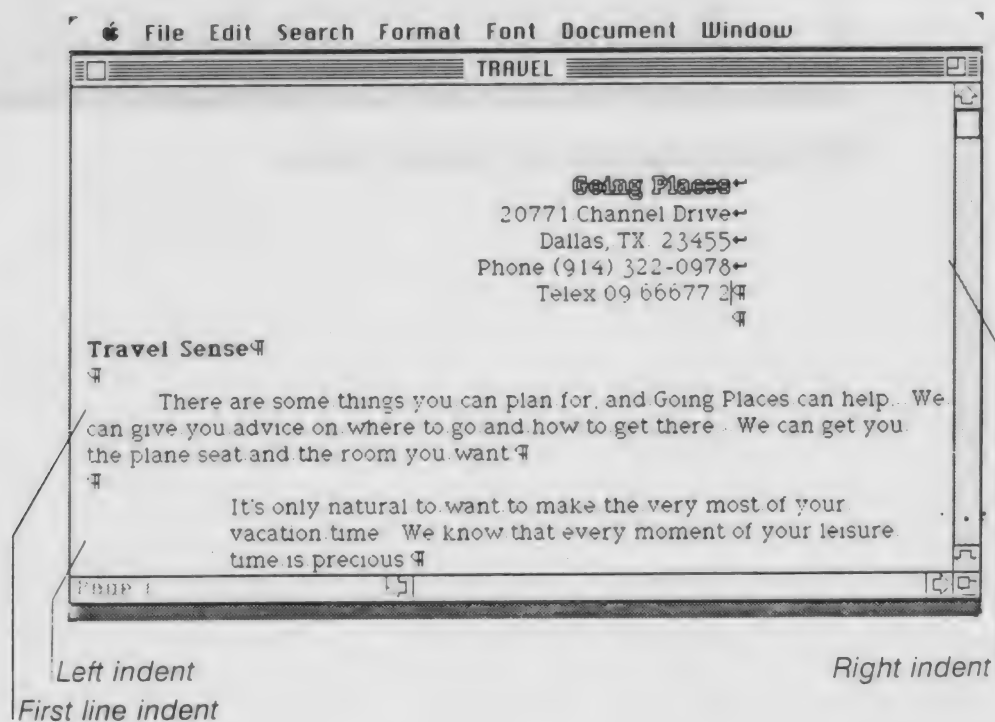 File Edit Search Format Font Document Window
TRAVEL
Going Places↵
20771 Channel Drive↵
Dallas, TX 23455↵
Phone (914) 322-0978↵
Telex 09 66677 2¶
¶
Travel Sense¶
¶
There are some things you can plan for, and Going Places can help. We
can give you advice on where to go and how to get there. We can get you
the plane seat and the room you want ¶
¶
It's only natural to want to make the very most of your
vacation time We know that every moment of your leisure
time is precious ¶
Page 1
Left indent
Right indent
First line indent